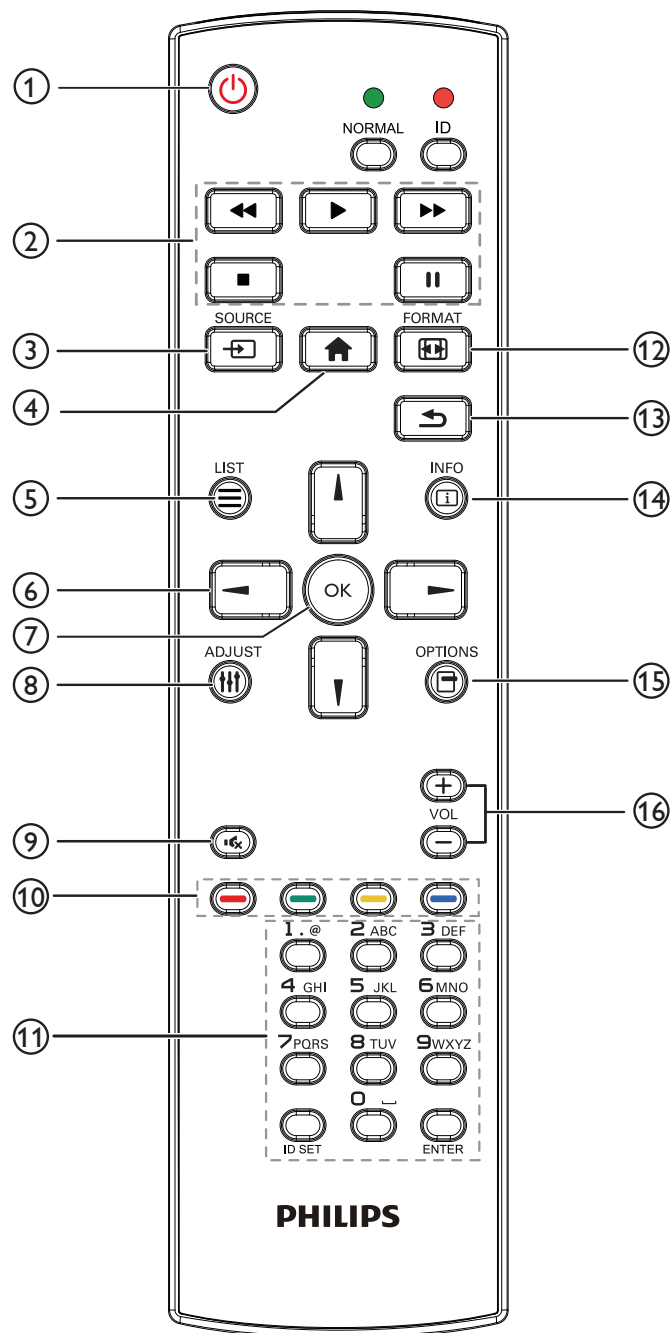 1
NORMAL ID
2
SOURCE FORMAT
3
12
4
13
LIST INFO
5
14
6
OK
7
ADJUST OPTIONS
8
15
VOL
16
9
10
1 . @ 2 ABC 3 DEF
4 GHI 5 JKL 6 MNO
11
7 PQRS 8 TUV 9 WXYZ
0 ⎵
ID SET ENTER
PHILIPS